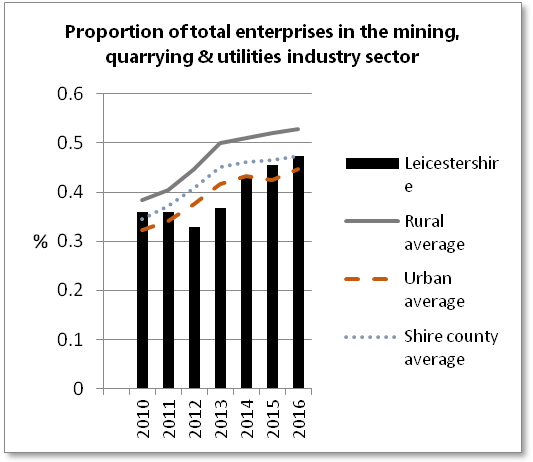 Proportion of total enterprises in the mining,
quarrying & utilities industry sector
0.6
0.5
0.4
0.3
0.2
0.1
0
%
2010
2011
2012
2013
2014
2015
2016
Leicestershir
e
Rural
average
Urban
average
Shire county
average